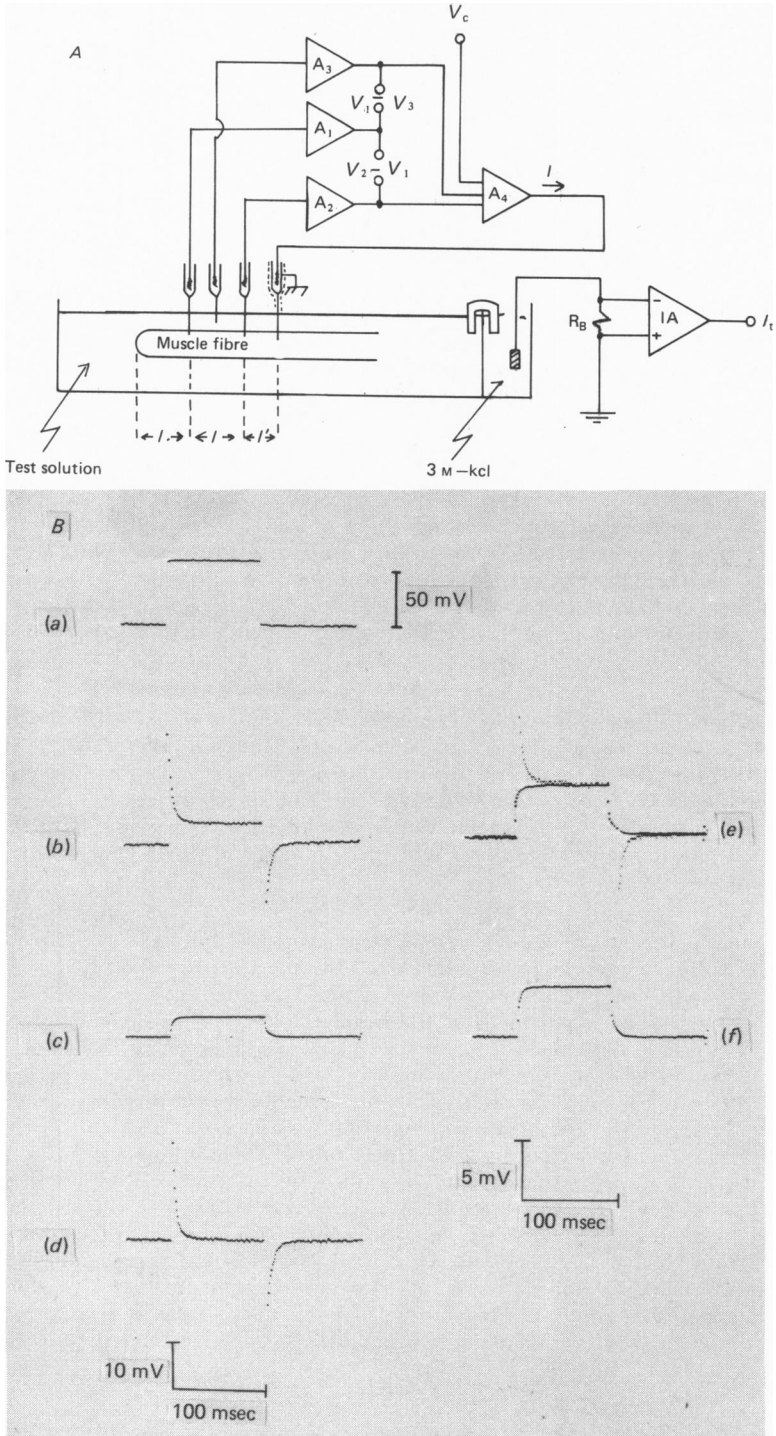 A
V_c
A_3
V_1 – V_3
A_1
I
V_2 – V_1
A_4
A_2
Muscle fibre
R_B
–
IA
+
I_t
l
l
l'
Test solution
3 M–kcl
B
50 mV
(a)
(b)
(e)
(c)
(f)
5 mV
100 msec
(d)
10 mV
100 msec